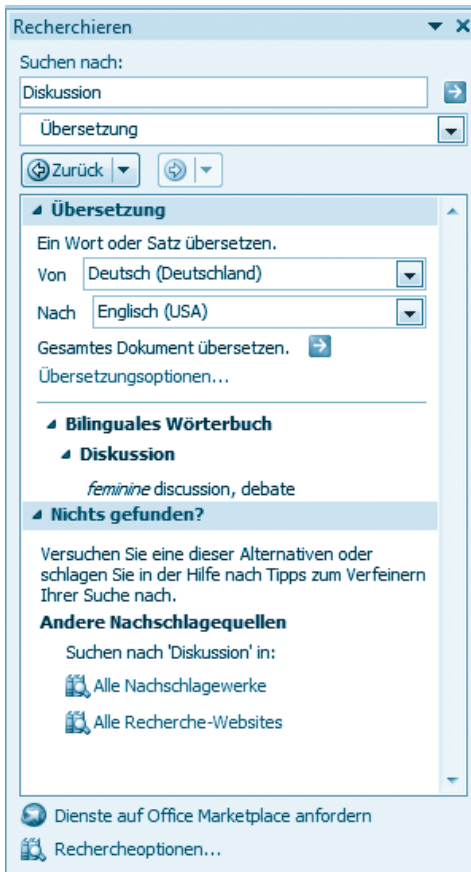 Recherchieren
Suchen nach:
Diskussion
Übersetzung
Zurück
Übersetzung
Ein Wort oder Satz übersetzen.
Von Deutsch (Deutschland)
Nach Englisch (USA)
Gesamtes Dokument übersetzen.
Übersetzungsoptionen...
Bilinguales Wörterbuch
Diskussion
feminine discussion, debate
Nichts gefunden?
Versuchen Sie eine dieser Alternativen oder
schlagen Sie in der Hilfe nach Tipps zum Verfeinern
Ihrer Suche nach.
Andere Nachschlagequellen
Suchen nach 'Diskussion' in:
Alle Nachschlagewerke
Alle Recherche-Websites
Dienste auf Office Marketplace anfordern
Rechercheoptionen...